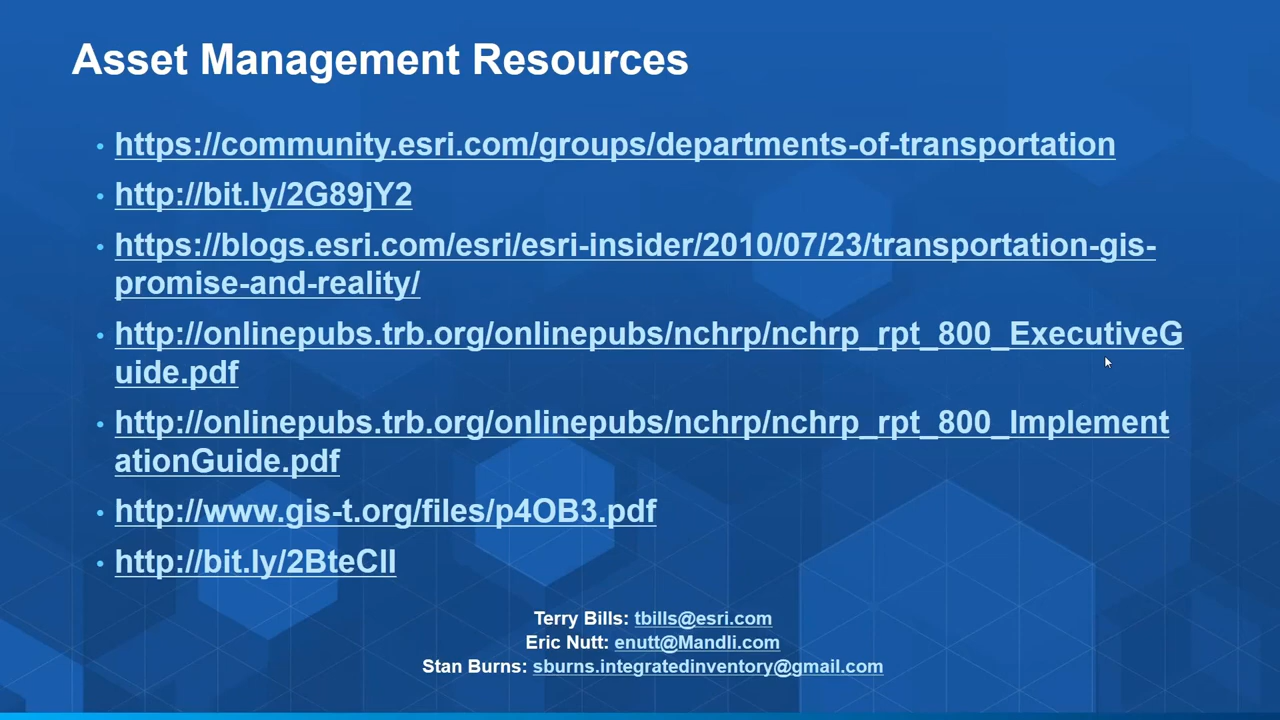 Asset Management Resources
• https://community.esri.com/groups/departments-of-transportation
• http://bit.ly/2G89jY2
• https://blogs.esri.com/esri/esri-insider/2010/07/23/transportation-gis-
promise-and-reality/
• http://onlinepubs.trb.org/onlinepubs/nchrp/nchrp_rpt_800_ExecutiveG
uide.pdf
• http://onlinepubs.trb.org/onlinepubs/nchrp/nchrp_rpt_800_Implement
ationGuide.pdf
• http://www.gis-t.org/files/p4OB3.pdf
• http://bit.ly/2BteCIl
Terry Bills: tbills@esri.com
Eric Nutt: enutt@Mandli.com
Stan Burns: sburns.integratedinventory@gmail.com